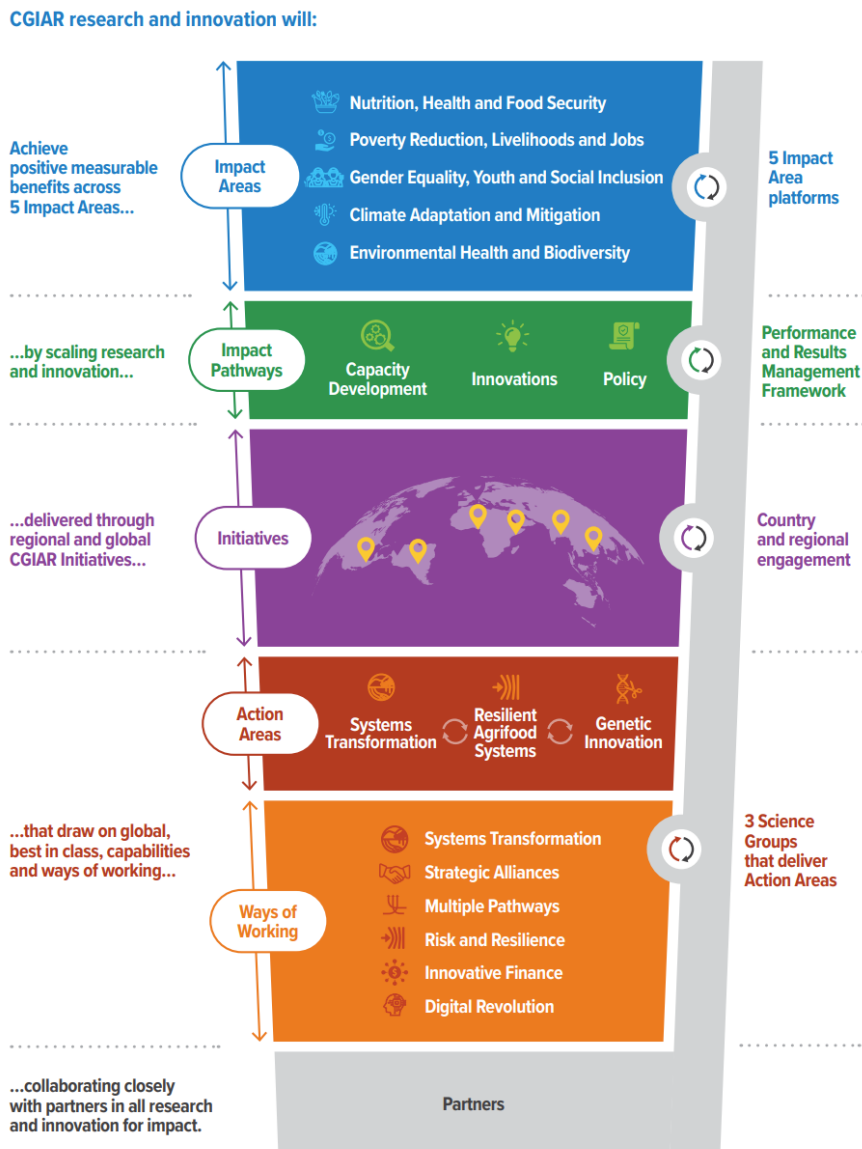 CGIAR research and innovation will:
Achieve
positive measurable
benefits across
5 Impact Areas...
Impact
Areas
Nutrition, Health and Food Security
Poverty Reduction, Livelihoods and Jobs
Gender Equality, Youth and Social Inclusion
Climate Adaptation and Mitigation
Environmental Health and Biodiversity
5 Impact
Area
platforms
...by scaling research
and innovation...
Impact
Pathways
Capacity
Development
Innovations
Policy
Performance
and Results
Management
Framework
...delivered through
regional and global
CGIAR Initiatives...
Initiatives
Country
and regional
engagement
Action
Areas
Systems
Transformation
Resilient
Agrifood
Systems
Genetic
Innovation
...that draw on global,
best in class, capabilities
and ways of working...
Ways of
Working
Systems Transformation
Strategic Alliances
Multiple Pathways
Risk and Resilience
Innovative Finance
Digital Revolution
3 Science
Groups
that deliver
Action Areas
...collaborating closely
with partners in all research
and innovation for impact.
Partners